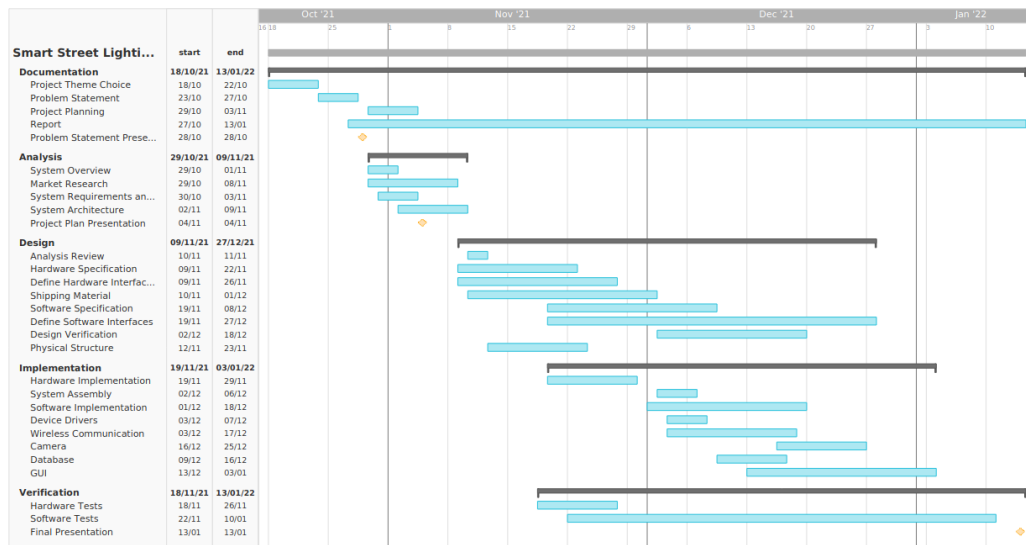 Oct '21 Nov '21 Dec '21 Jan '22
16 18 25 1 8 15 22 29 6 13 20 27 3 10
Smart Street Lighti... start end
Documentation 18/10/21 13/01/22
Project Theme Choice 18/10 22/10
Problem Statement 23/10 27/10
Project Planning 29/10 03/11
Report 27/10 13/01
Problem Statement Prese... 28/10 28/10
Analysis 29/10/21 09/11/21
System Overview 29/10 01/11
Market Research 29/10 08/11
System Requirements an... 30/10 03/11
System Architecture 02/11 09/11
Project Plan Presentation 04/11 04/11
Design 09/11/21 27/12/21
Analysis Review 10/11 11/11
Hardware Specification 09/11 22/11
Define Hardware Interfac... 09/11 26/11
Shipping Material 10/11 01/12
Software Specification 19/11 08/12
Define Software Interfaces 19/11 27/12
Design Verification 02/12 18/12
Physical Structure 12/11 23/11
Implementation 19/11/21 03/01/22
Hardware Implementation 19/11 29/11
System Assembly 02/12 06/12
Software Implementation 01/12 18/12
Device Drivers 03/12 07/12
Wireless Communication 03/12 17/12
Camera 16/12 25/12
Database 09/12 16/12
GUI 13/12 03/01
Verification 18/11/21 13/01/22
Hardware Tests 18/11 26/11
Software Tests 22/11 10/01
Final Presentation 13/01 13/01